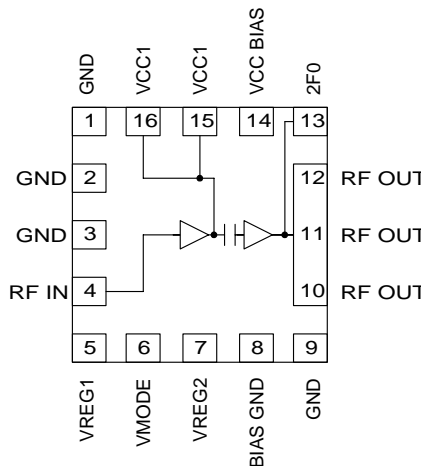 GND
VCC1
VCC1
VCC BIAS
2F0
1
16
15
14
13
GND
2
12
RF OUT
GND
3
11
RF OUT
RF IN
4
10
RF OUT
5
6
7
8
9
VREG1
VMODE
VREG2
BIAS GND
GND